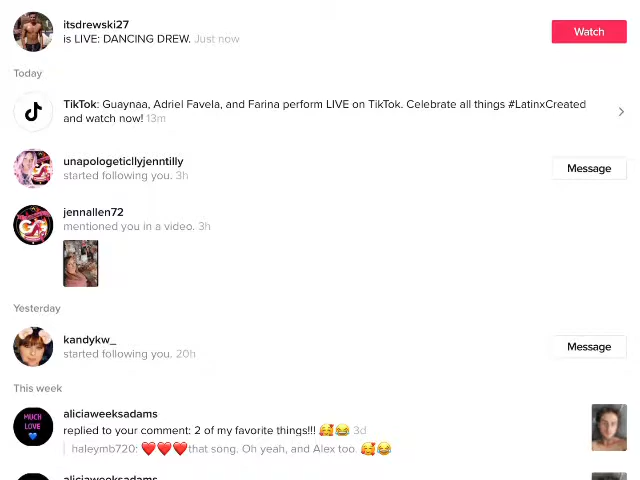 itsdrewski27
is LIVE: DANCING DREW. Just now
Watch
Today
TikTok: Guaynaa, Adriel Favela, and Farina perform LIVE on TikTok. Celebrate all things #LatinxCreated
and watch now! 13m
unapologeticllyjenntilly
started following you. 3h
Message
jennallen72
mentioned you in a video. 3h
Yesterday
kandykw_
started following you. 20h
Message
This week
MUCH
LOVE
aliciaweeksadams
replied to your comment: 2 of my favorite things!!! 🥰😂 3d
haleymb720: ❤️❤️❤️that song. Oh yeah, and Alex too. 🥰😂
aliciaweeksadams